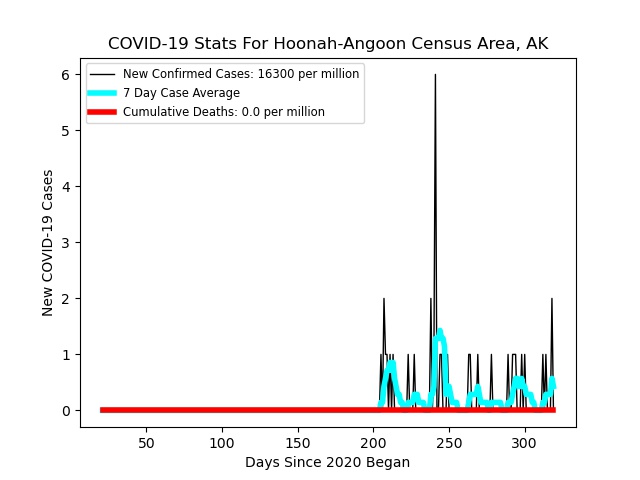 COVID-19 Stats For Hoonah-Angoon Census Area, AK
New Confirmed Cases: 16300 per million
7 Day Case Average
Cumulative Deaths: 0.0 per million
New COVID-19 Cases
6
5
4
3
2
1
0
50 100 150 200 250 300
Days Since 2020 Began